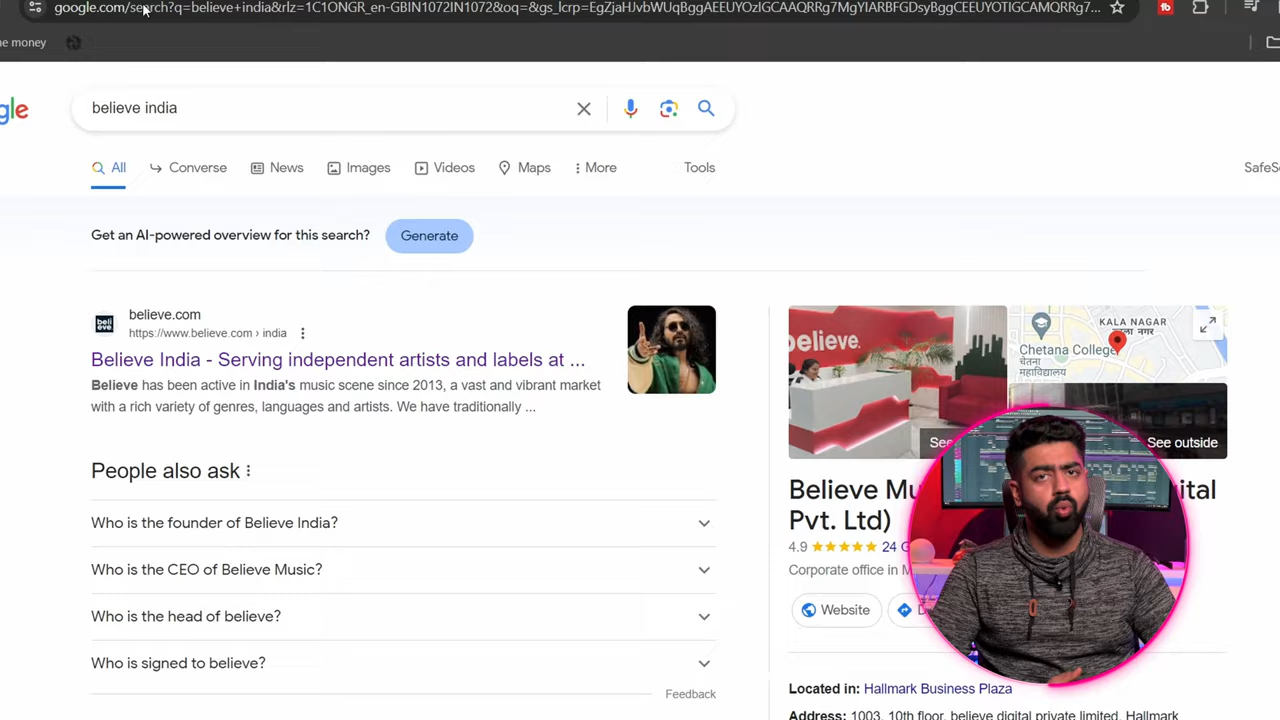 google.com/search?q=believe+india&rlz=1C1ONGR_en-GBIN1072IN1072&oq=&gs_lcrp=EgZjaHJvbWUqBggAEEUYOzIGCAAQRRg7MgYIARBFGDsyBggCEEUYOTIGCAMQRRg7...
ne money
gle
believe india
All
Converse
News
Images
Videos
Maps
More
Tools
SafeSe
Get an AI-powered overview for this search?
Generate
believe.com
https://www.believe.com › india
Believe India - Serving independent artists and labels at ...
Believe has been active in India's music scene since 2013, a vast and vibrant market
with a rich variety of genres, languages and artists. We have traditionally ...
People also ask
Who is the founder of Believe India?
Who is the CEO of Believe Music?
Who is the head of believe?
Who is signed to believe?
Feedback
believe.
KALA NAGAR
कला नगर
Chetana College
चेतना
महाविद्यालय
See
See outside
Believe Mu
ital
Pvt. Ltd)
4.9
24 G
Corporate office in M
Website
D
Located in: Hallmark Business Plaza
Address: 1003, 10th floor, believe digital private limited, Hallmark